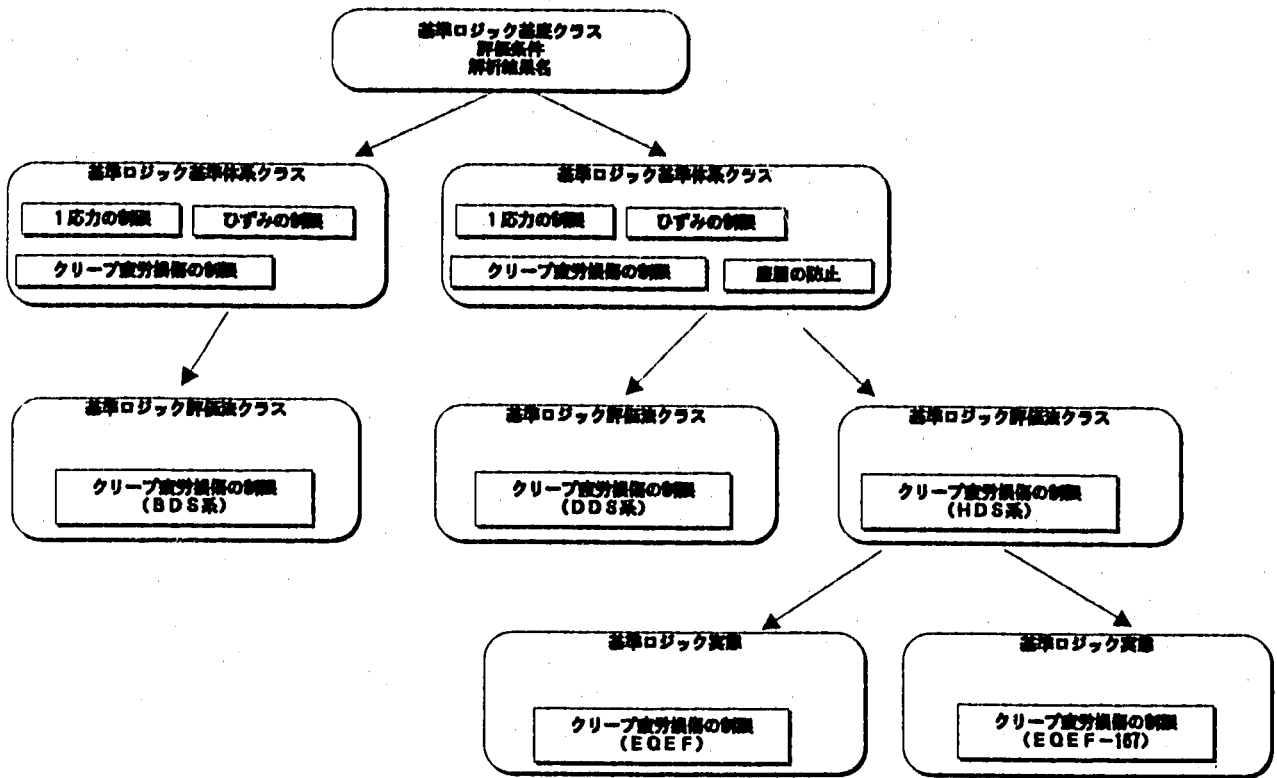 基準ロジック基底クラス
評価条件
解析結果名
基準ロジック基準体系クラス
1応力の制限
ひずみの制限
クリープ疲労損傷の制限
基準ロジック基準体系クラス
1応力の制限
ひずみの制限
クリープ疲労損傷の制限
座屈の防止
基準ロジック評価法クラス
クリープ疲労損傷の制限
(BDS系)
基準ロジック評価法クラス
クリープ疲労損傷の制限
(DDS系)
基準ロジック評価法クラス
クリープ疲労損傷の制限
(HDS系)
基準ロジック実態
クリープ疲労損傷の制限
(EQEF)
基準ロジック実態
クリープ疲労損傷の制限
(EQEF-167)